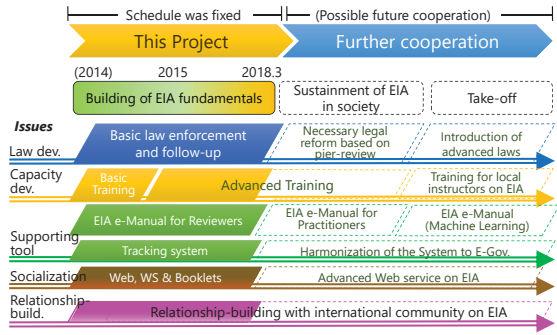 Schedule was fixed
(Possible future cooperation)
This Project
Further cooperation
(2014)
2015
2018.3
Building of EIA fundamentals
Sustainment of EIA
in society
Take-off
Issues
Law dev.
Basic law enforcement
and follow-up
Necessary legal
reform based on
pier-review
Introduction of
advanced laws
Capacity
dev.
Basic
Training
Advanced Training
Training for local
instructors on EIA
Supporting
tool
EIA e-Manual for Reviewers
EIA e-Manual for
Practitioners
EIA e-Manual
(Machine Learning)
Tracking system
Harmonization of the System to E-Gov.
Socialization
Web, WS & Booklets
Advanced Web service on EIA
Relationship-
build.
Relationship-building with international community on EIA